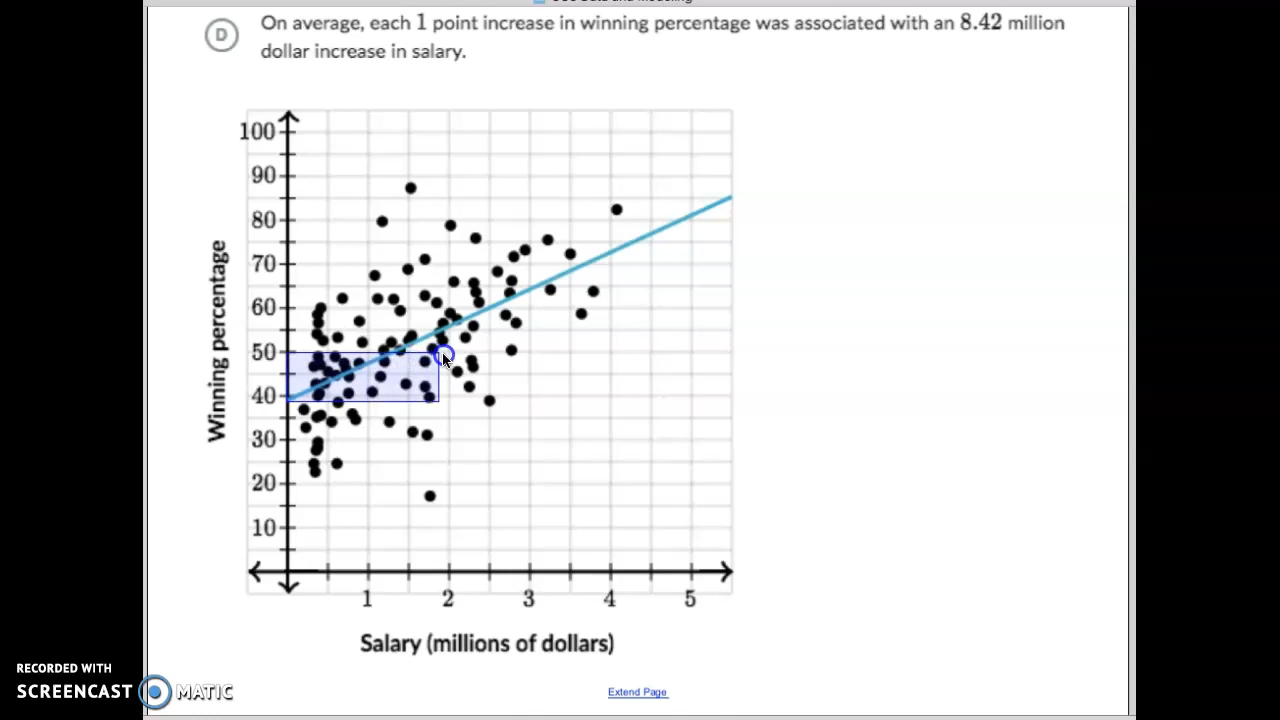 D
On average, each 1 point increase in winning percentage was associated with an 8.42 million
dollar increase in salary.
100
90
80
70
60
50
40
30
20
10
Winning percentage
1 2 3 4 5
Salary (millions of dollars)
Extend Page
RECORDED WITH
SCREENCAST MATIC